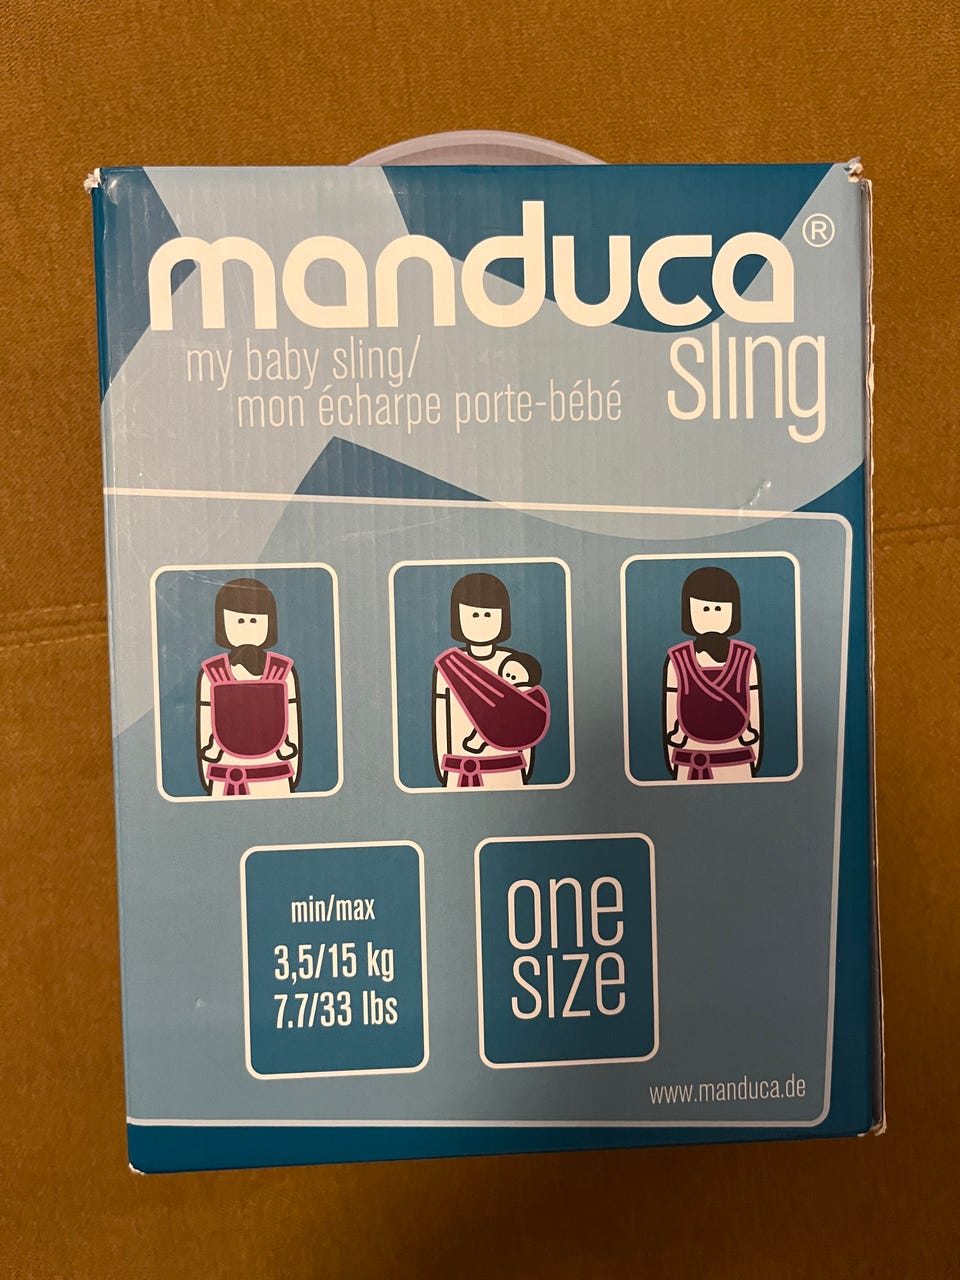 manduca®
sling
my baby sling/
mon écharpe porte-bébé
min/max
3,5/15 kg
7.7/33 lbs
one
size
www.manduca.de